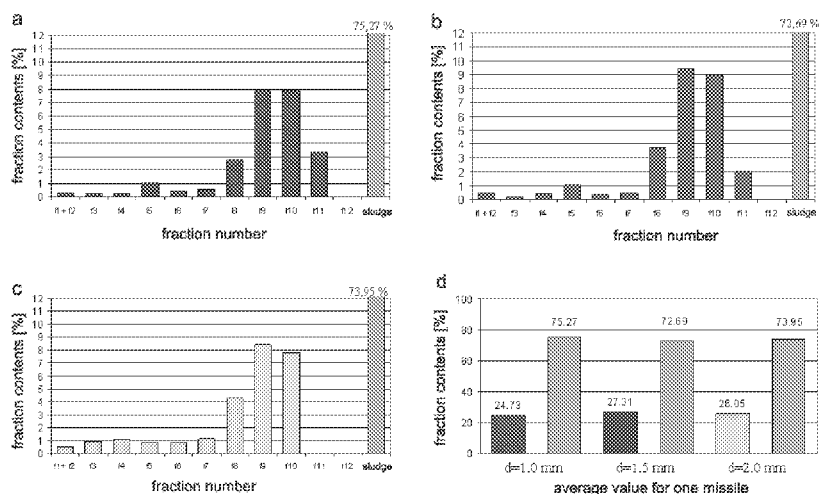 a
75,27 %
fraction contents [%]
12
11
10
9
8
7
6
5
4
3
2
1
0
f1+f2 f3 f4 f5 f6 f7 f8 f9 f10 f11 f12 sludge
fraction number
b
72,69 %
fraction contents [%]
12
11
10
9
8
7
6
5
4
3
2
1
0
f1+f2 f3 f4 f5 f6 f7 f8 f9 f10 f11 f12 sludge
fraction number
c
73,95 %
fraction contents [%]
12
11
10
9
8
7
6
5
4
3
2
1
0
f1+f2 f3 f4 f5 f6 f7 f8 f9 f10 f11 f12 sludge
fraction number
d
fraction contents [%]
100
80
60
40
20
0
75.27 72.69 73.95
24.73 27.31 26.05
d=1.0 mm d=1.5 mm d=2.0 mm
average value for one missile